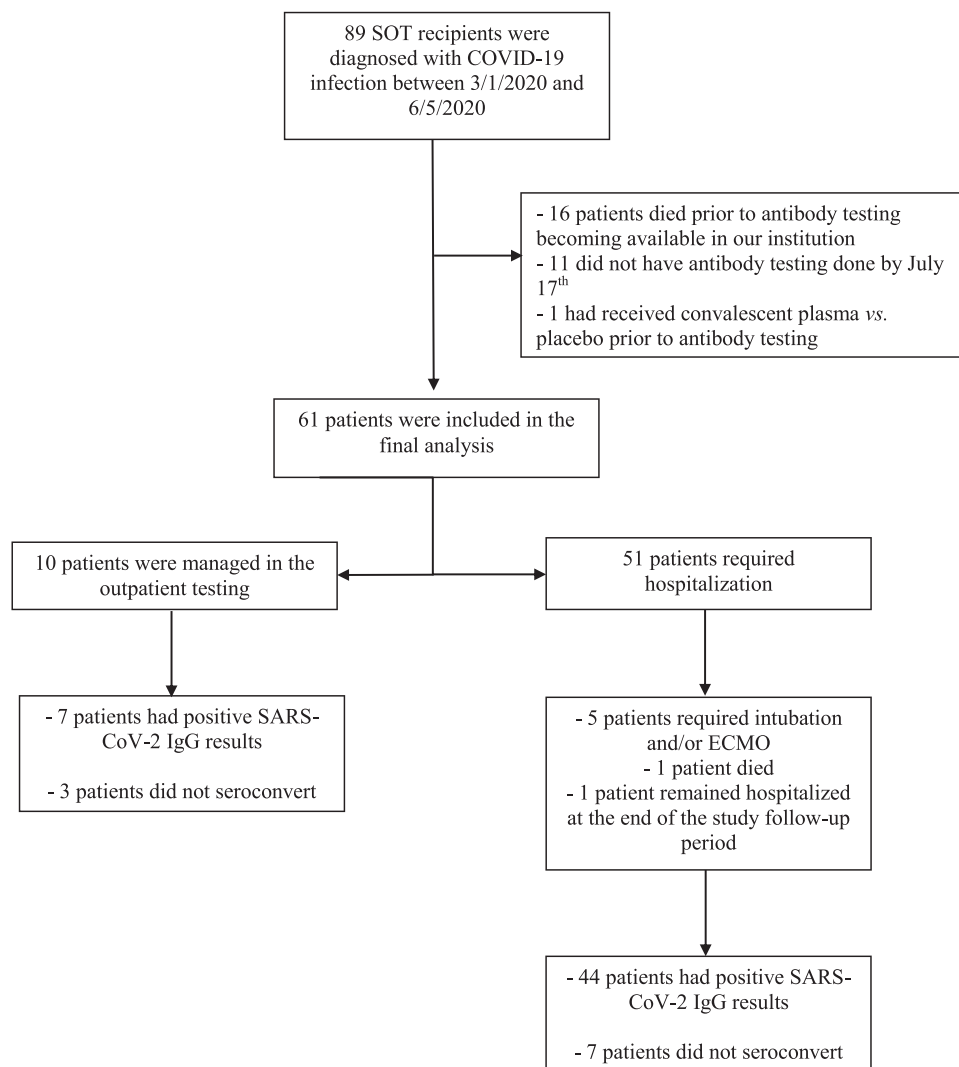 89 SOT recipients were
diagnosed with COVID-19
infection between 3/1/2020 and
6/5/2020
- 16 patients died prior to antibody testing
becoming available in our institution
- 11 did not have antibody testing done by July
17th
- 1 had received convalescent plasma vs.
placebo prior to antibody testing
61 patients were included in the
final analysis
10 patients were managed in the
outpatient testing
51 patients required
hospitalization
- 7 patients had positive SARS-
CoV-2 IgG results
- 3 patients did not seroconvert
- 5 patients required intubation
and/or ECMO
- 1 patient died
- 1 patient remained hospitalized
at the end of the study follow-up
period
- 44 patients had positive SARS-
CoV-2 IgG results
- 7 patients did not seroconvert